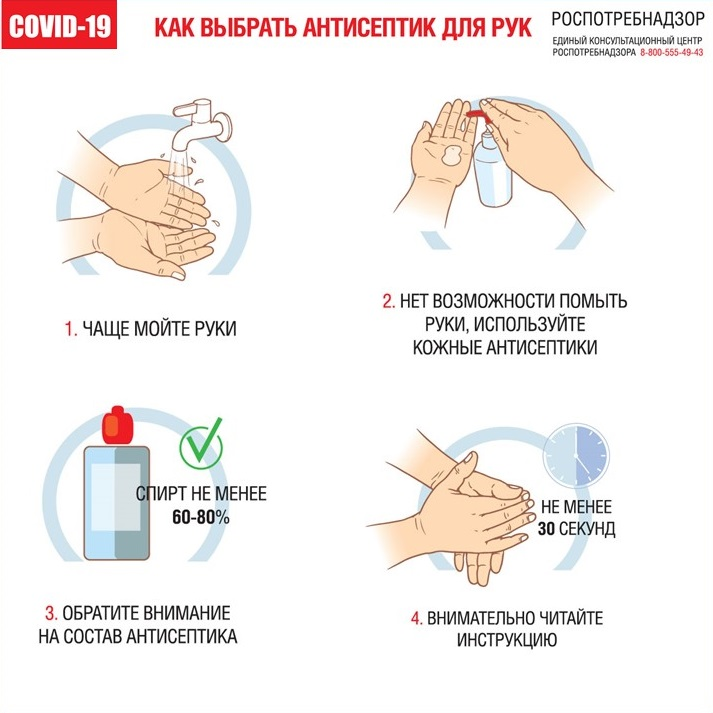 COVID-19
КАК ВЫБРАТЬ АНТИСЕПТИК ДЛЯ РУК
РОСПОТРЕБНАДЗОР
ЕДИНЫЙ КОНСУЛЬТАЦИОННЫЙ ЦЕНТР
РОСПОТРЕБНАДЗОРА 8-800-555-49-43
1. ЧАЩЕ МОЙТЕ РУКИ
2. НЕТ ВОЗМОЖНОСТИ ПОМЫТЬ
РУКИ, ИСПОЛЬЗУЙТЕ
КОЖНЫЕ АНТИСЕПТИКИ
СПИРТ НЕ МЕНЕЕ
60-80%
3. ОБРАТИТЕ ВНИМАНИЕ
НА СОСТАВ АНТИСЕПТИКА
НЕ МЕНЕЕ
30 СЕКУНД
4. ВНИМАТЕЛЬНО ЧИТАЙТЕ
ИНСТРУКЦИЮ